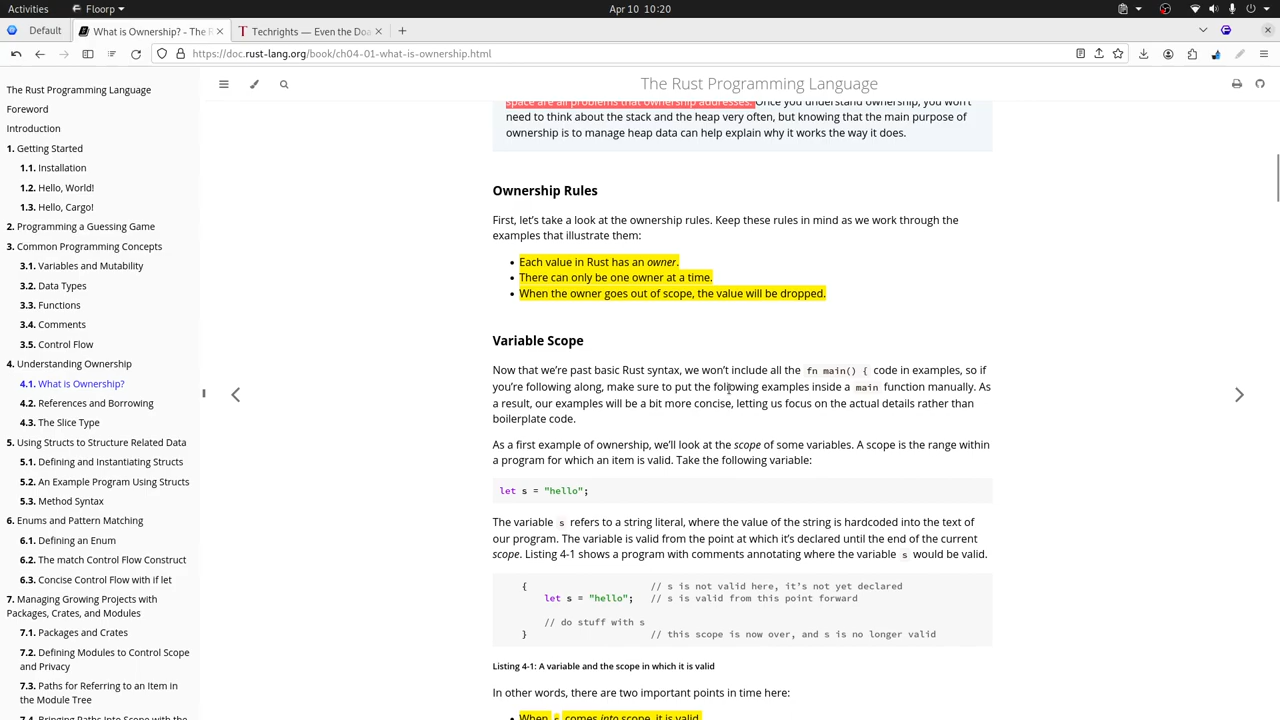 Activities
Floorp
Apr 10 10:20
Default
What is Ownership? - The R
Techrights — Even the Doa
https://doc.rust-lang.org/book/ch04-01-what-is-ownership.html
The Rust Programming Language
Foreword
Introduction
1. Getting Started
1.1. Installation
1.2. Hello, World!
1.3. Hello, Cargo!
2. Programming a Guessing Game
3. Common Programming Concepts
3.1. Variables and Mutability
3.2. Data Types
3.3. Functions
3.4. Comments
3.5. Control Flow
4. Understanding Ownership
4.1. What is Ownership?
4.2. References and Borrowing
4.3. The Slice Type
5. Using Structs to Structure Related Data
5.1. Defining and Instantiating Structs
5.2. An Example Program Using Structs
5.3. Method Syntax
6. Enums and Pattern Matching
6.1. Defining an Enum
6.2. The match Control Flow Construct
6.3. Concise Control Flow with if let
7. Managing Growing Projects with
Packages, Crates, and Modules
7.1. Packages and Crates
7.2. Defining Modules to Control Scope
and Privacy
7.3. Paths for Referring to an Item in
the Module Tree
7.4. Bringing Paths Into Scope with the
The Rust Programming Language
space are all problems that ownership addresses. Once you understand ownership, you won't
need to think about the stack and the heap very often, but knowing that the main purpose of
ownership is to manage heap data can help explain why it works the way it does.
Ownership Rules
First, let's take a look at the ownership rules. Keep these rules in mind as we work through the
examples that illustrate them:
• Each value in Rust has an owner.
• There can only be one owner at a time.
• When the owner goes out of scope, the value will be dropped.
Variable Scope
Now that we're past basic Rust syntax, we won't include all the fn main() { code in examples, so if
you're following along, make sure to put the following examples inside a main function manually. As
a result, our examples will be a bit more concise, letting us focus on the actual details rather than
boilerplate code.
As a first example of ownership, we'll look at the scope of some variables. A scope is the range within
a program for which an item is valid. Take the following variable:
let s = "hello";
The variable s refers to a string literal, where the value of the string is hardcoded into the text of
our program. The variable is valid from the point at which it's declared until the end of the current
scope. Listing 4-1 shows a program with comments annotating where the variable s would be valid.
{ // s is not valid here, it's not yet declared
let s = "hello"; // s is valid from this point forward
// do stuff with s
} // this scope is now over, and s is no longer valid
Listing 4-1: A variable and the scope in which it is valid
In other words, there are two important points in time here:
• When s comes into scope, it is valid.